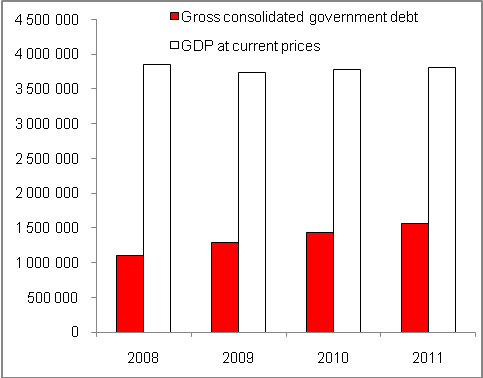 Gross consolidated government debt
GDP at current prices
4 500 000
4 000 000
3 500 000
3 000 000
2 500 000
2 000 000
1 500 000
1 000 000
500 000
0
2008 2009 2010 2011